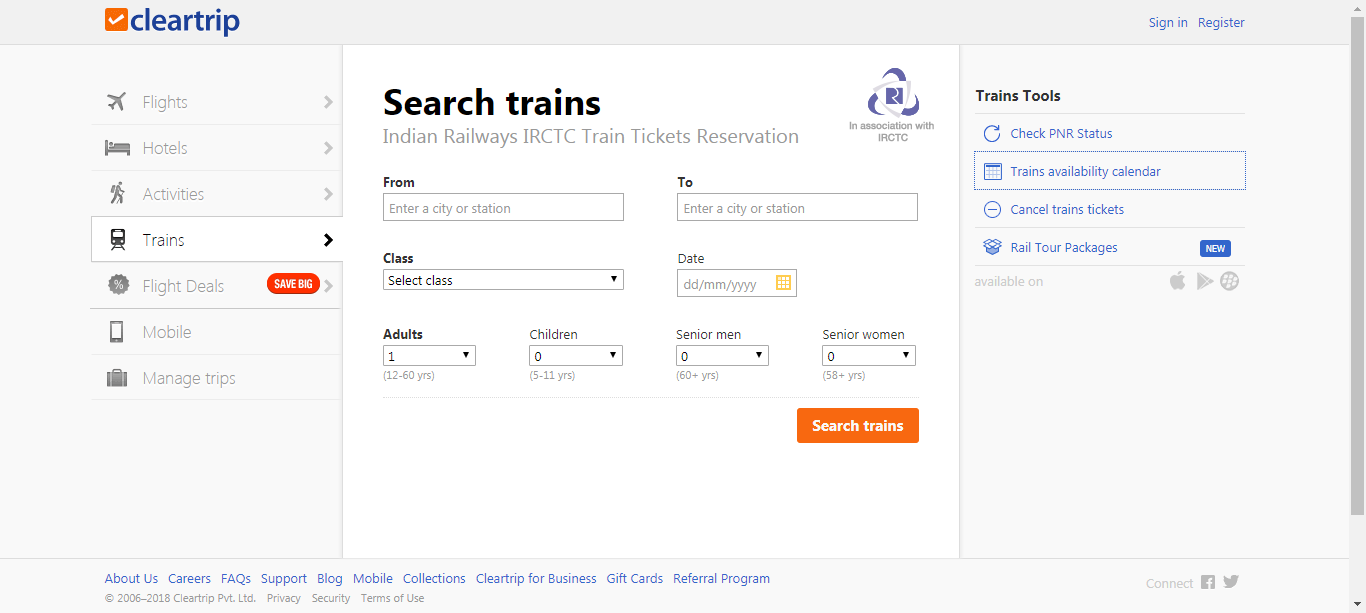 cleartrip
Sign in Register
Flights
Hotels
Activities
Trains
Flight Deals SAVE BIG
Mobile
Manage trips
Search trains
Indian Railways IRCTC Train Tickets Reservation
In association with
IRCTC
From To
Enter a city or station Enter a city or station
Class Date
Select class dd/mm/yyyy
Adults Children Senior men Senior women
1 0 0 0
(12-60 yrs) (5-11 yrs) (60+ yrs) (58+ yrs)
Search trains
Trains Tools
Check PNR Status
Trains availability calendar
Cancel trains tickets
Rail Tour Packages NEW
available on
About Us Careers FAQs Support Blog Mobile Collections Cleartrip for Business Gift Cards Referral Program
© 2006–2018 Cleartrip Pvt. Ltd. Privacy Security Terms of Use
Connect